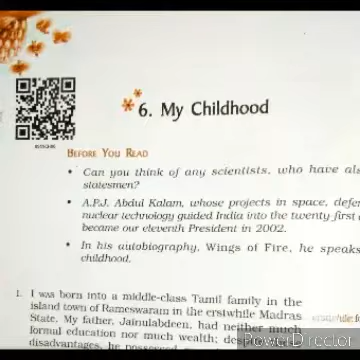 6. My Childhood
BEFORE YOU READ
• Can you think of any scientists, who have also
statesmen?
• A.P.J. Abdul Kalam, whose projects in space, defen
nuclear technology guided India into the twenty-first
became our eleventh President in 2002.
• In his autobiography, Wings of Fire, he speaks
childhood.
1. I was born into a middle-class Tamil family in the
island town of Rameswaram in the erstwhile Madras
State. My father, Jainulabdeen, had neither much
formal education nor much wealth; despite these
disadvantages, he possessed
PowerDirector